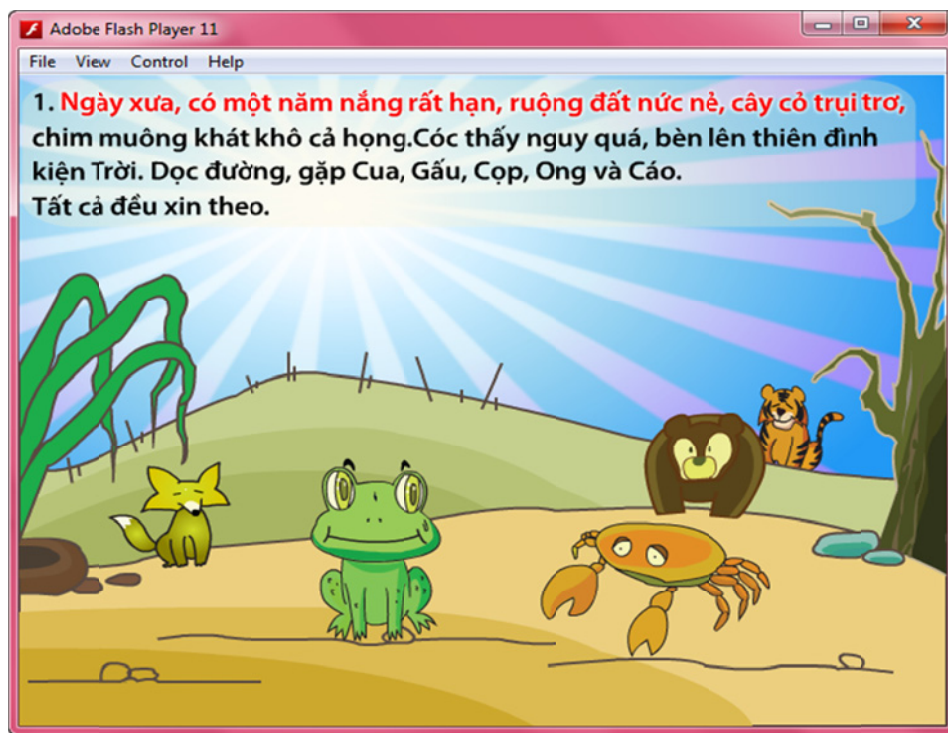 Adobe Flash Player 11
File View Control Help
1. Ngày xưa, có một năm nắng rất hạn, ruộng đất nức nẻ, cây cỏ trụi trơ,
chim muông khát khô cả họng.Cóc thấy nguy quá, bèn lên thiên đình
kiện Trời. Dọc đường, gặp Cua, Gấu, Cọp, Ong và Cáo.
Tất cả đều xin theo.